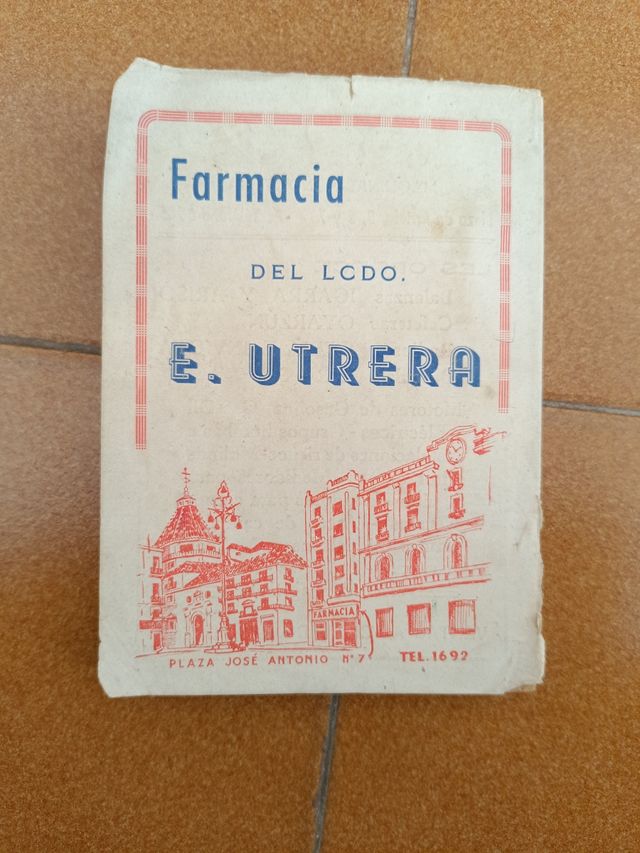 Farmacia
DEL LCDO.
E. UTRERA
FARMACIA
PLAZA JOSÉ ANTONIO Nº 7
TEL. 1692